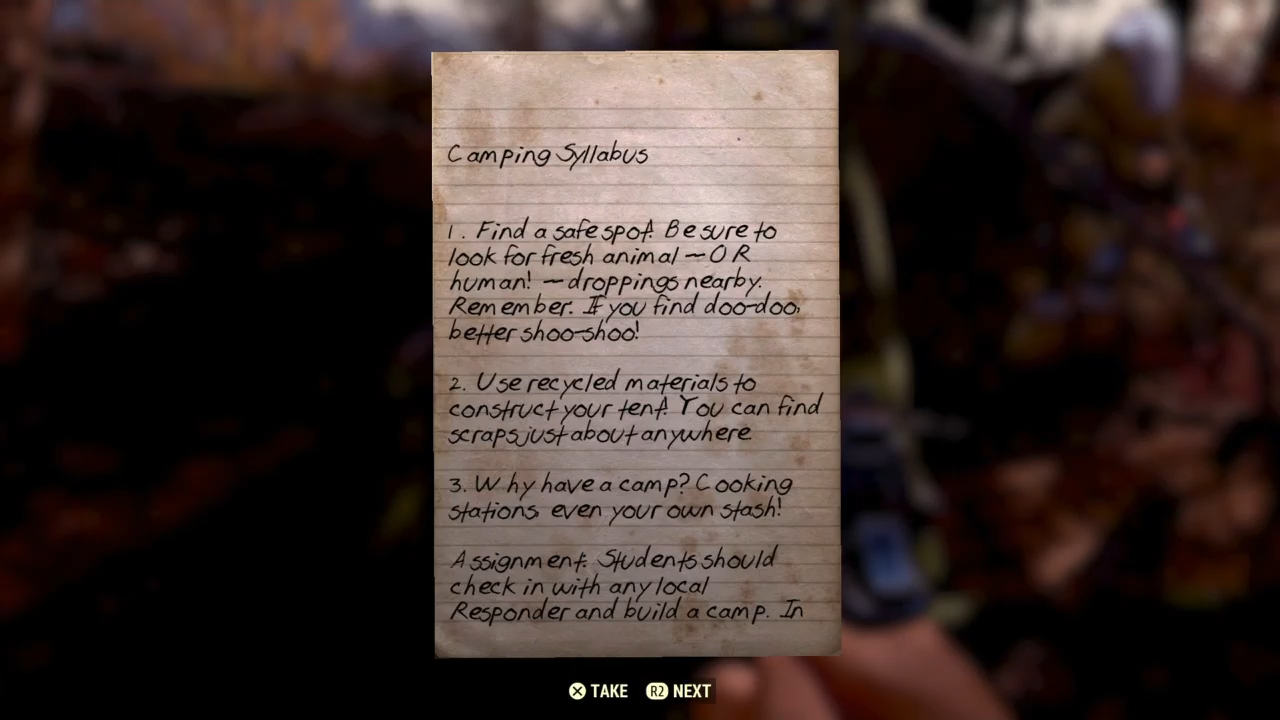 Camping Syllabus
1. Find a safe spot. Be sure to
look for fresh animal – OR
human! – droppings nearby.
Remember. If you find doo-doo,
better shoo-shoo!
2. Use recycled materials to
construct your tent. You can find
scraps just about anywhere.
3. Why have a camp? Cooking
stations, even your own stash!
Assignment: Students should
check in with any local
Responder and build a camp. In
TAKE R2 NEXT